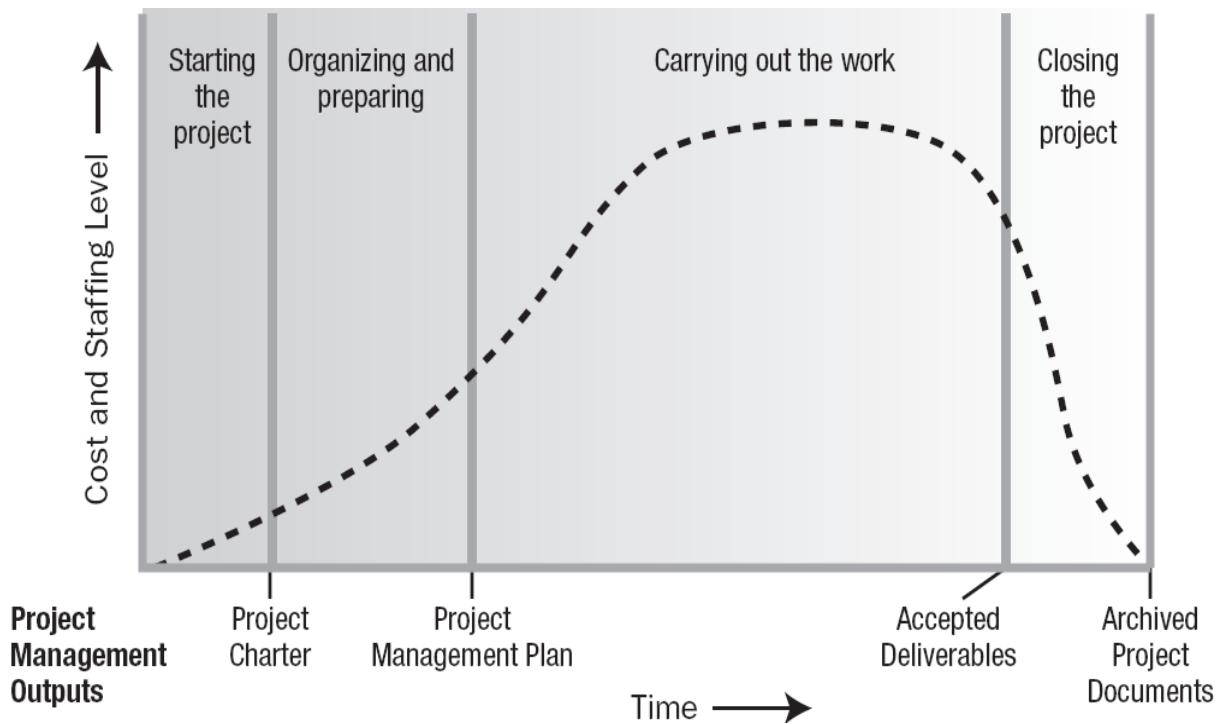 Cost and Staffing Level
Starting
the
project
Organizing and
preparing
Carrying out the work
Closing
the
project
Project
Management
Outputs
Project
Charter
Project
Management Plan
Accepted
Deliverables
Archived
Project
Documents
Time